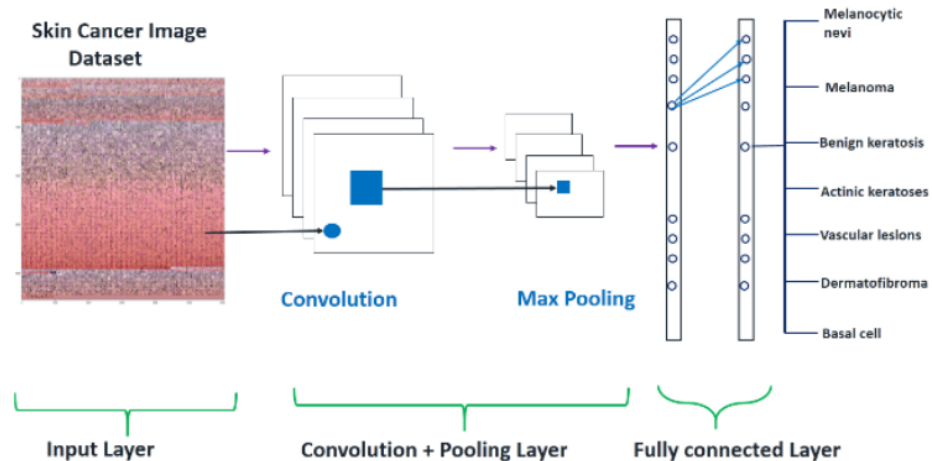 Skin Cancer Image
Dataset
Convolution
Max Pooling
Melanocytic
nevi
Melanoma
Benign keratosis
Actinic keratoses
Vascular lesions
Dermatofibroma
Basal cell
Input Layer
Convolution + Pooling Layer
Fully connected Layer